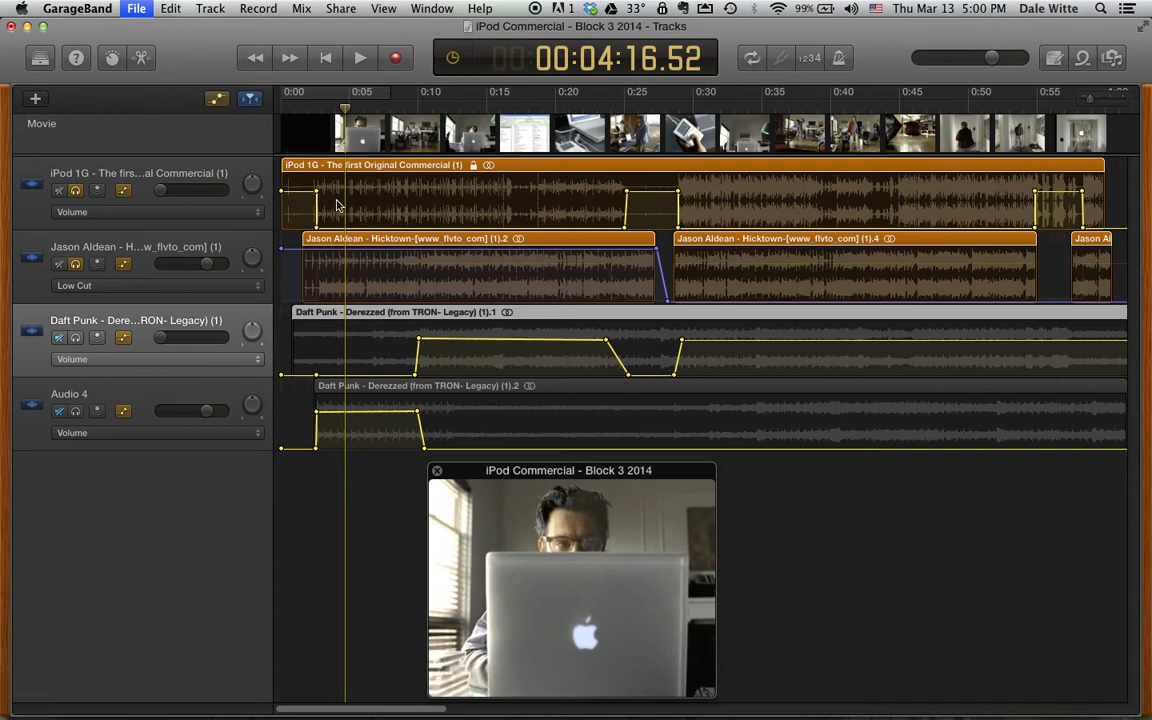 GarageBand File Edit Track Record Mix Share View Window Help 1 33° 99% Thu Mar 13 5:00 PM Dale Witte
iPod Commercial - Block 3 2014 - Tracks
00:04:16.52
1234
0:00 0:05 0:10 0:15 0:20 0:25 0:30 0:35 0:40 0:45 0:50 0:55
Movie
iPod 1G - The first Original Commercial (1)
iPod 1G - The firs...al Commercial (1)
Volume
Jason Aldean - Hicktown-[www_flvto_com] (1).2
Jason Aldean - Hicktown-[www_flvto_com] (1).4
Jason Al
Jason Aldean - H...w_flvto_com] (1)
Low Cut
Daft Punk - Derezzed (from TRON- Legacy) (1).1
Daft Punk - Dere...RON- Legacy) (1)
Volume
Daft Punk - Derezzed (from TRON- Legacy) (1).2
Audio 4
Volume
iPod Commercial - Block 3 2014